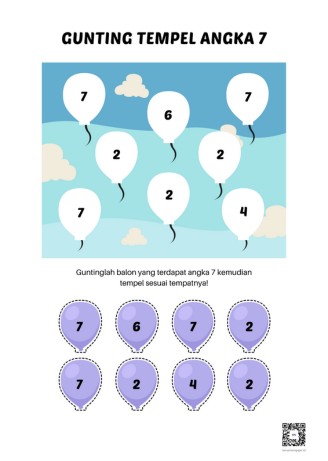 GUNTING TEMPEL ANGKA 7
7
6
7
2
2
7
2
4
Guntinglah balon yang terdapat angka 7 kemudian
tempel sesuai tempatnya!
7 6 7 2
7 2 4 2